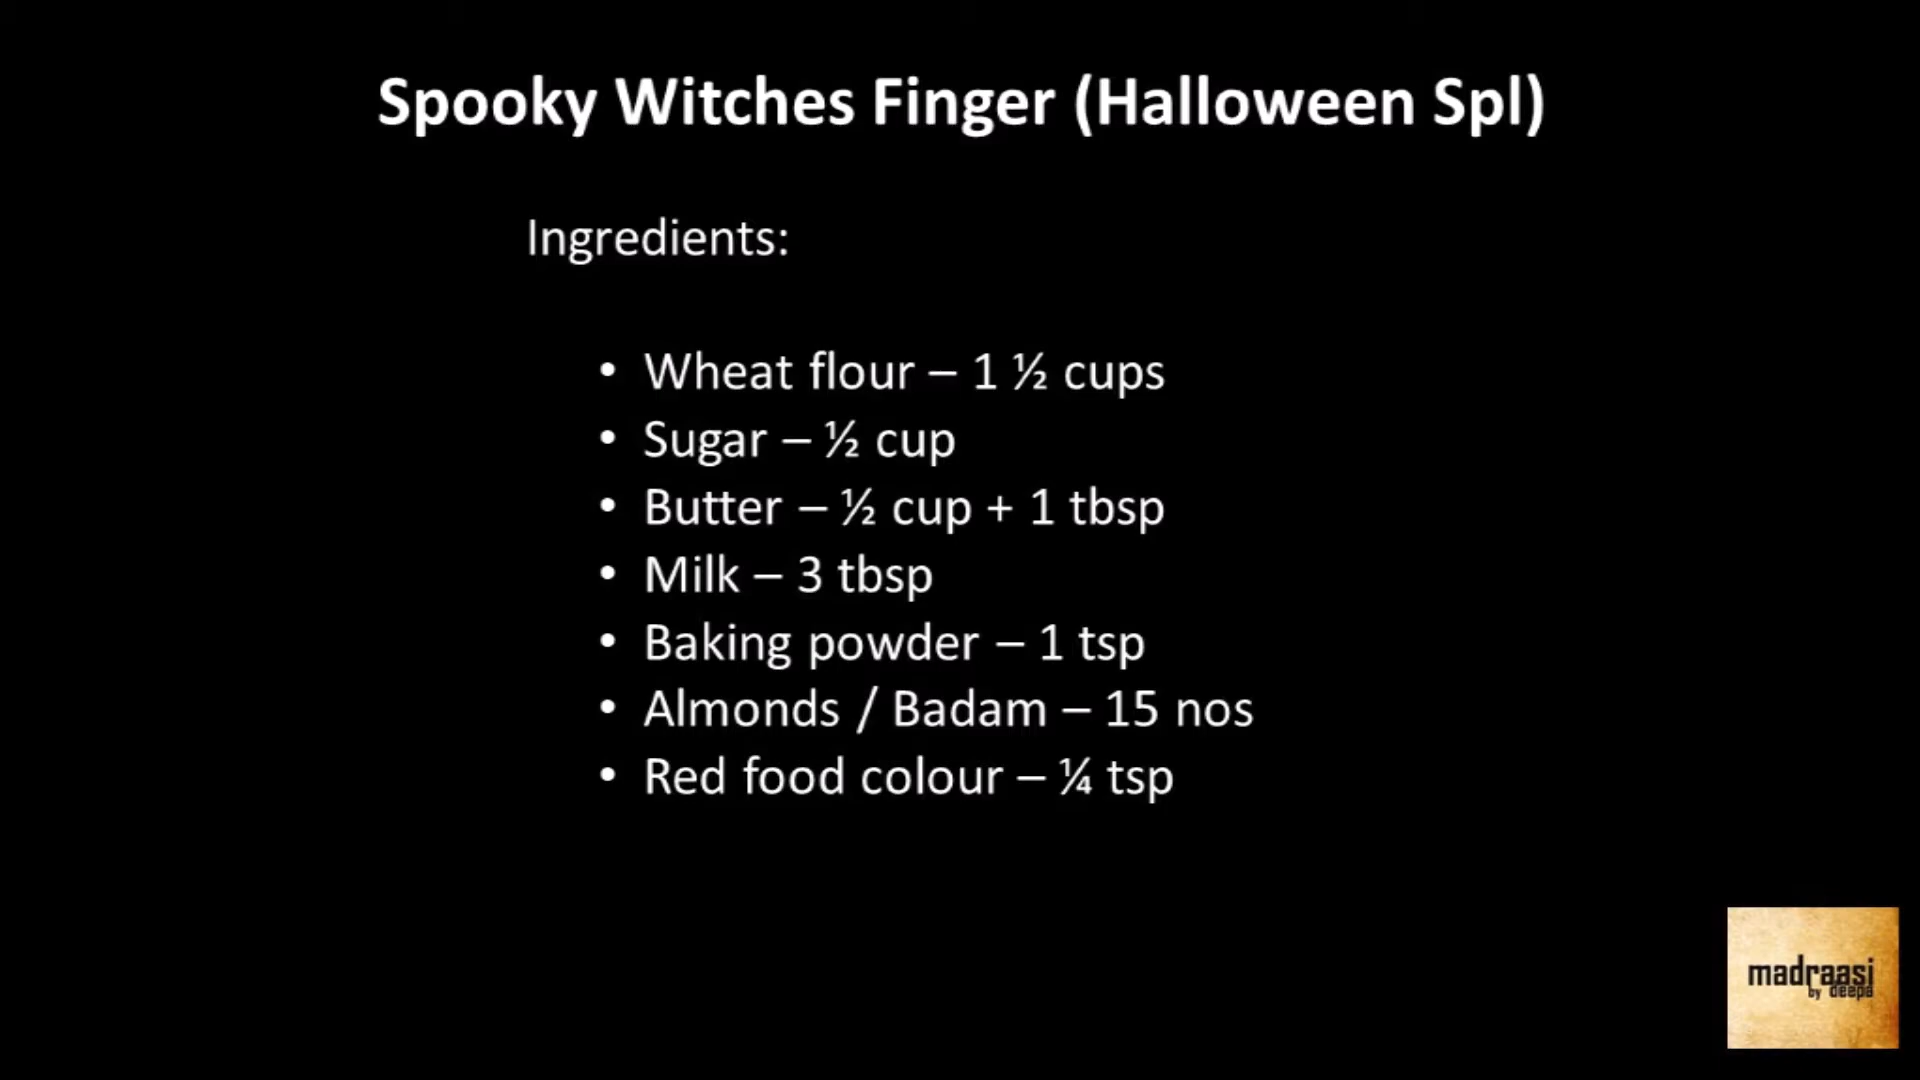 Spooky Witches Finger (Halloween Spl)
Ingredients:
• Wheat flour – 1 ½ cups
• Sugar – ½ cup
• Butter – ½ cup + 1 tbsp
• Milk – 3 tbsp
• Baking powder – 1 tsp
• Almonds / Badam – 15 nos
• Red food colour – ¼ tsp
madraasi
by deepa